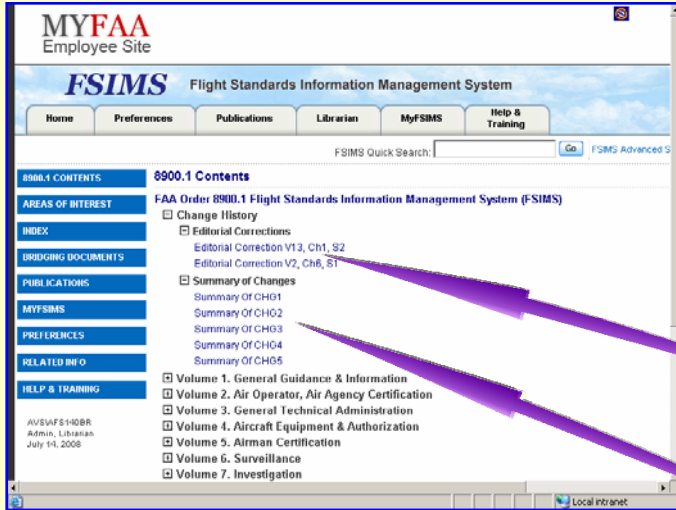 MYFAA
Employee Site
FSIMS Flight Standards Information Management System
Home Preferences Publications Librarian MyFSIMS Help & Training
FSIMS Quick Search: Go FSIMS Advanced S
8900.1 CONTENTS
AREAS OF INTEREST
INDEX
BRIDGING DOCUMENTS
PUBLICATIONS
MYFSIMS
PREFERENCES
RELATED INFO
HELP & TRAINING
AVS\AFS140BR
Admin, Librarian
July 14, 2008
8900.1 Contents
FAA Order 8900.1 Flight Standards Information Management System (FSIMS)
Change History
Editorial Corrections
Editorial Correction V13, Ch1, S2
Editorial Correction V2, Ch6, S1
Summary of Changes
Summary Of CHG1
Summary Of CHG2
Summary Of CHG3
Summary Of CHG4
Summary Of CHG5
Volume 1. General Guidance & Information
Volume 2. Air Operator, Air Agency Certification
Volume 3. General Technical Administration
Volume 4. Aircraft Equipment & Authorization
Volume 5. Airman Certification
Volume 6. Surveillance
Volume 7. Investigation
Local intranet